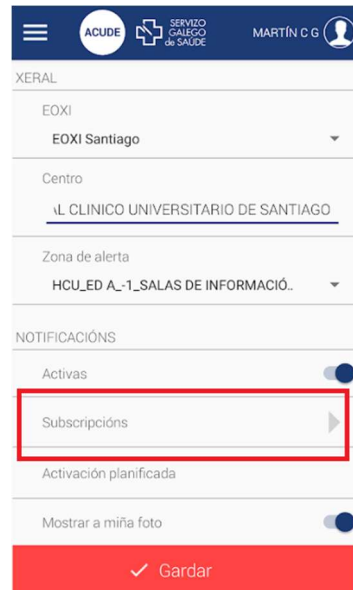 ACUDE
SERVIZO
GALEGO
de SAÚDE
MARTÍN C G
XERAL
EOXI
EOXI Santiago
Centro
AL CLINICO UNIVERSITARIO DE SANTIAGO
Zona de alerta
HCU_ED A_-1_SALAS DE INFORMACIÓ..
NOTIFICACIÓNS
Activas
Subscripcións
Activación planificada
Mostrar a miña foto
Gardar